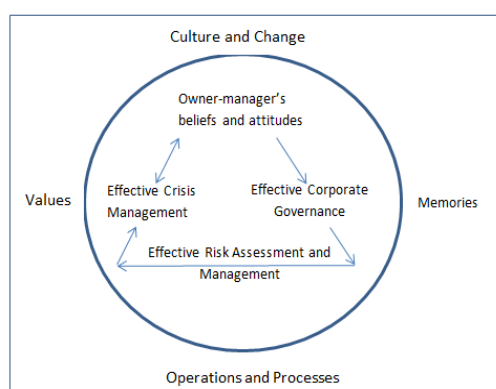 Culture and Change
Owner-manager's
beliefs and attitudes
Values
Effective Crisis
Management
Effective Corporate
Governance
Memories
Effective Risk Assessment and
Management
Operations and Processes